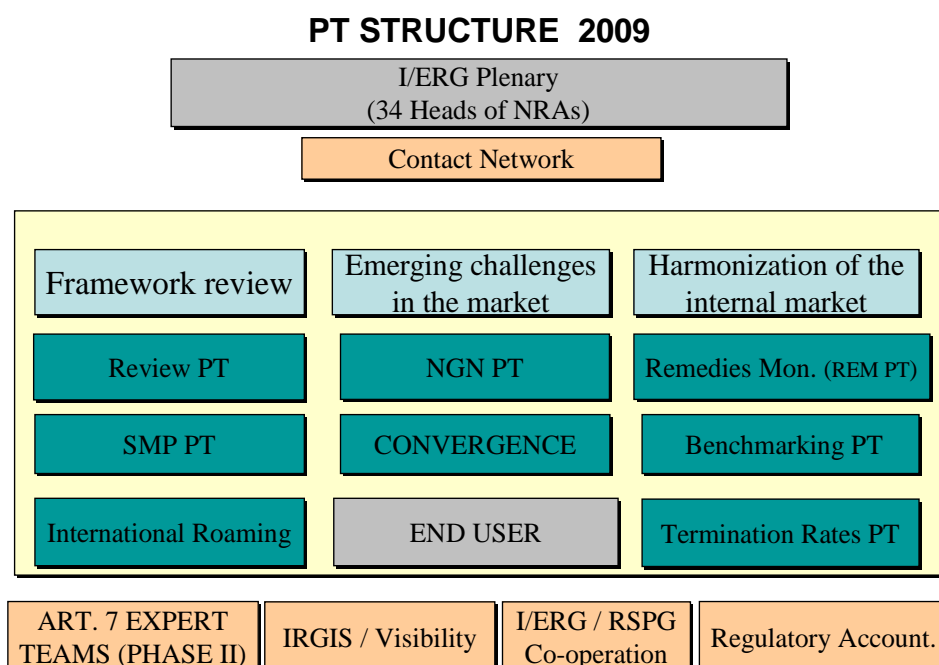 PT STRUCTURE 2009
I/ERG Plenary
(34 Heads of NRAs)
Contact Network
Framework review
Emerging challenges
in the market
Harmonization of the
internal market
Review PT
NGN PT
Remedies Mon. (REM PT)
SMP PT
CONVERGENCE
Benchmarking PT
International Roaming
END USER
Termination Rates PT
ART. 7 EXPERT
TEAMS (PHASE II)
IRGIS / Visibility
I/ERG / RSPG
Co-operation
Regulatory Account.